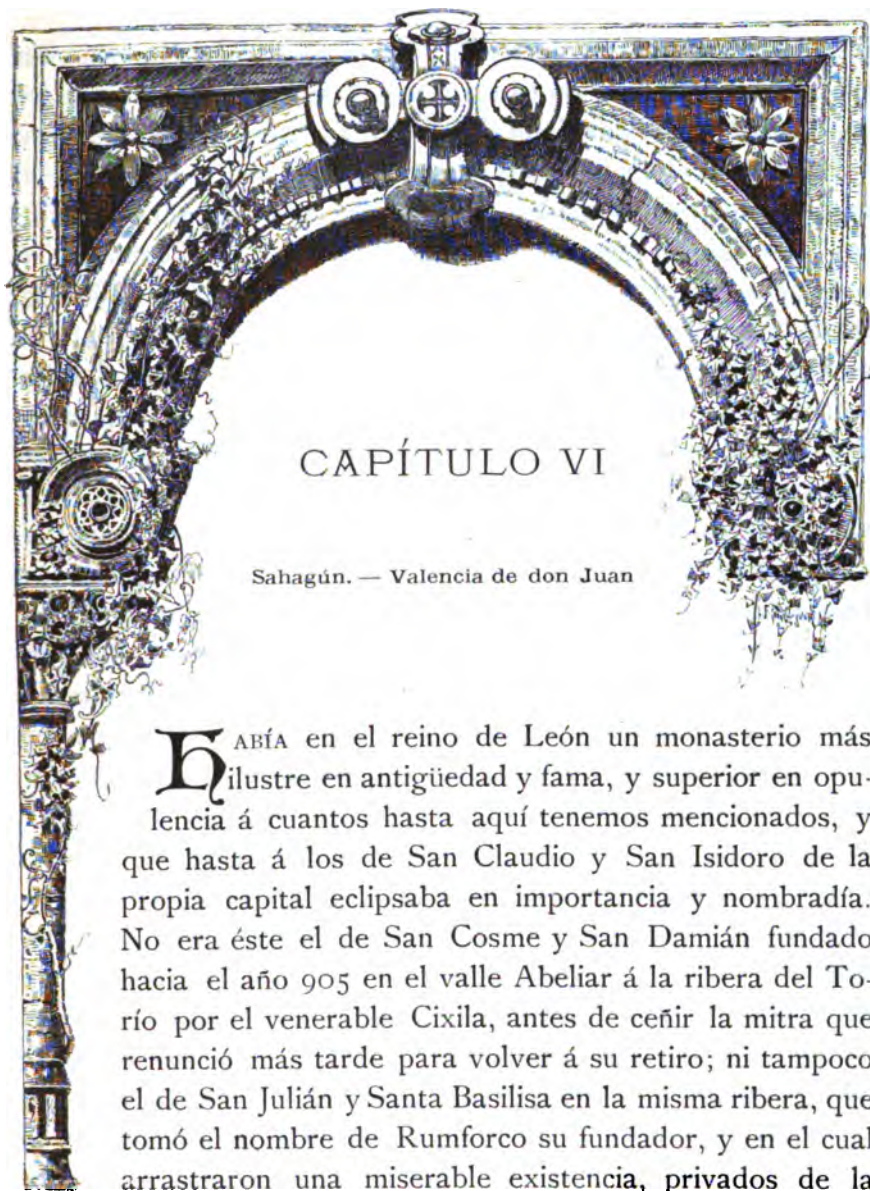 CAPÍTULO VI
Sahagún. — Valencia de don Juan
HABÍA en el reino de León un monasterio más
ilustre en antigüedad y fama, y superior en opu-
lencia á cuantos hasta aquí tenemos mencionados, y
que hasta á los de San Claudio y San Isidoro de la
propia capital eclipsaba en importancia y nombradía.
No era éste el de San Cosme y San Damián fundado
hacia el año 905 en el valle Abeliar á la ribera del To-
río por el venerable Cixila, antes de ceñir la mitra que
renunció más tarde para volver á su retiro; ni tampoco
el de San Julián y Santa Basilisa en la misma ribera, que
tomó el nombre de Rumforco su fundador, y en el cual
arrastraron una miserable existencia, privados de la